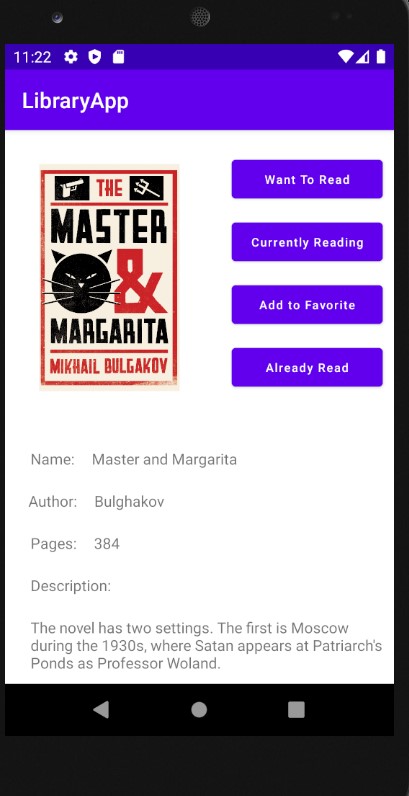 11:22
LibraryApp
THE
MASTER
&
MARGARITA
MIKHAIL BULGAKOV
Want To Read
Currently Reading
Add to Favorite
Already Read
Name: Master and Margarita
Author: Bulghakov
Pages: 384
Description:
The novel has two settings. The first is Moscow
during the 1930s, where Satan appears at Patriarch's
Ponds as Professor Woland.